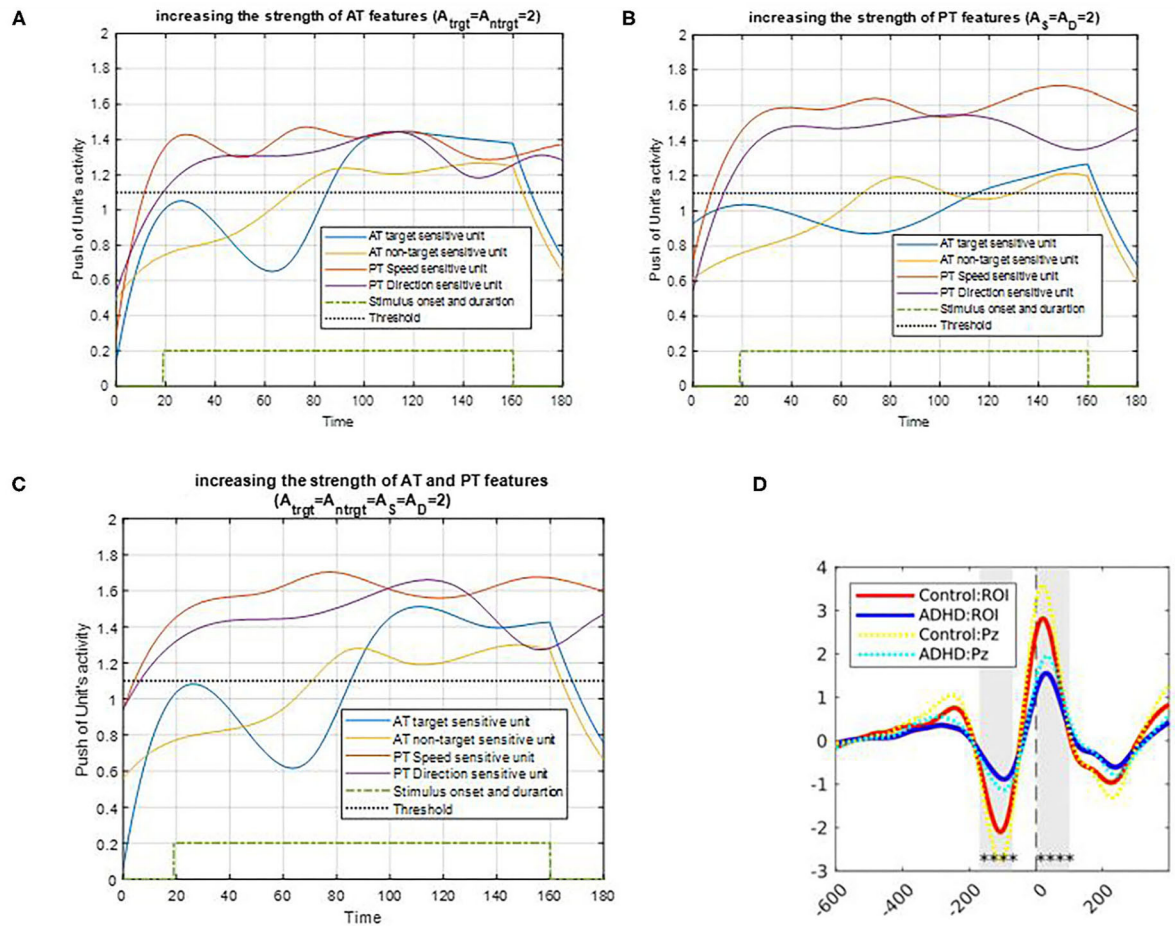 A
increasing the strength of AT features (Atrgt=Antrgt=2)
2
1.8
1.6
1.4
1.2
1
0.8
0.6
0.4
0.2
0
Push of Unit's activity
AT target sensitive unit
AT non-target sensitive unit
PT Speed sensitive unit
PT Direction sensitive unit
Stimulus onset and durartion
Threshold
0 20 40 60 80 100 120 140 160 180
Time
B
increasing the strength of PT features (AS=AD=2)
2
1.8
1.6
1.4
1.2
1
0.8
0.6
0.4
0.2
0
Push of Unit's activity
AT target sensitive unit
AT non-target sensitive unit
PT Speed sensitive unit
PT Direction sensitive unit
Stimulus onset and durartion
Threshold
0 20 40 60 80 100 120 140 160 180
Time
C
increasing the strength of AT and PT features
(Atrgt=Antrgt=AS=AD=2)
2
1.8
1.6
1.4
1.2
1
0.8
0.6
0.4
0.2
0
Push of Unit's activity
AT target sensitive unit
AT non-target sensitive unit
PT Speed sensitive unit
PT Direction sensitive unit
Stimulus onset and durartion
Threshold
0 20 40 60 80 100 120 140 160 180
Time
D
4
3
2
1
0
-1
-2
-3
Control:ROI
ADHD:ROI
Control:Pz
ADHD:Pz
**** ****
-600 -400 -200 0 200